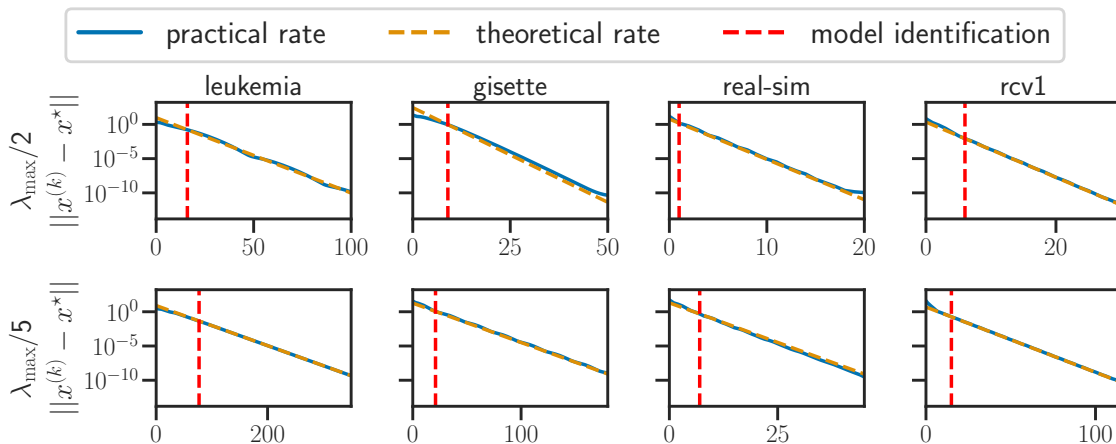 practical rate theoretical rate model identification
leukemia gisette real-sim rcv1
λmax/2
||x^(k) − x^⋆||
10^0
10^−5
10^−10
0 50 100 0 25 50 0 10 20 0 20
λmax/5
||x^(k) − x^⋆||
10^0
10^−5
10^−10
0 200 0 100 0 25 0 100